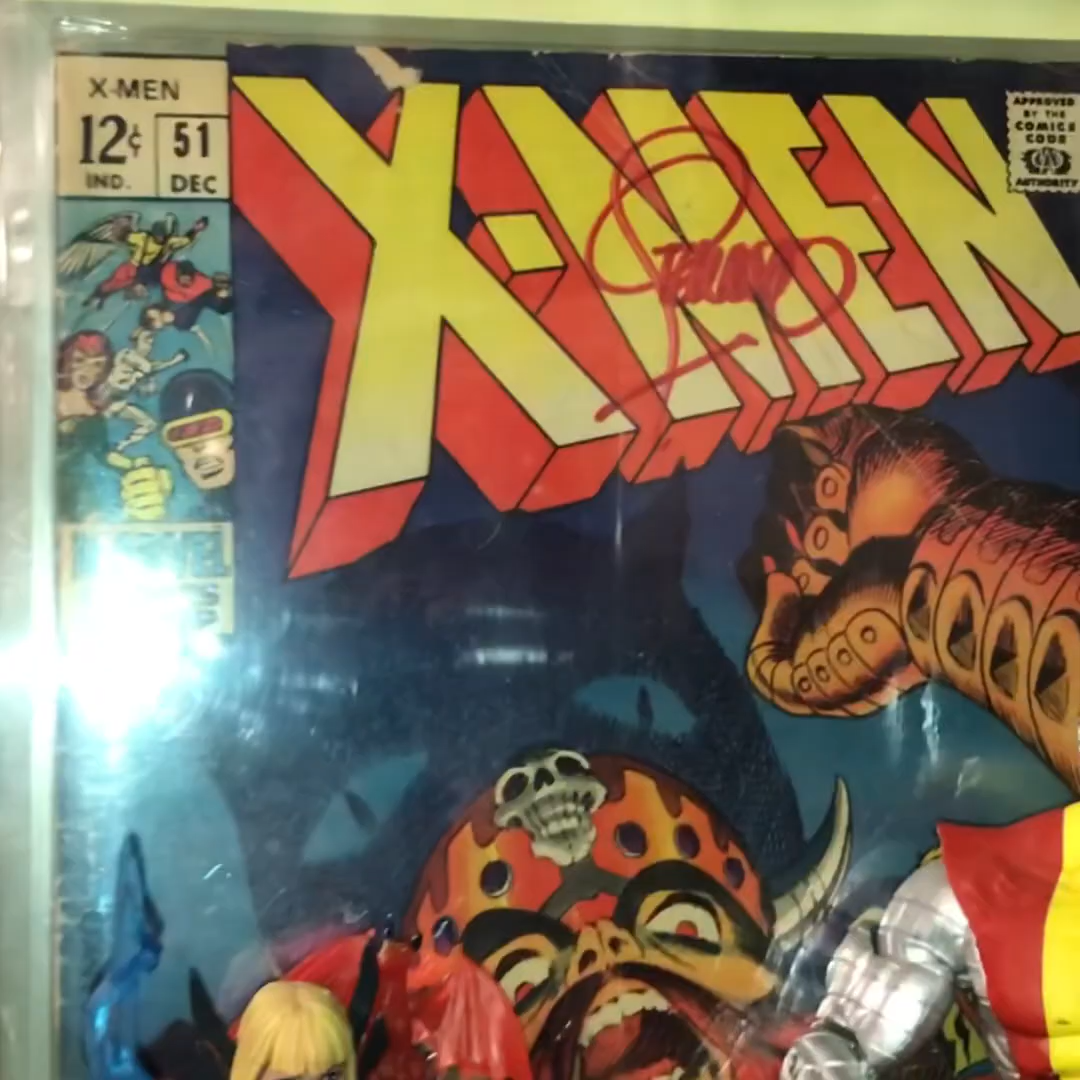 X-MEN
12¢
IND.
51
DEC
X-MEN
APPROVED
BY THE
COMICS
CODE
AUTHORITY